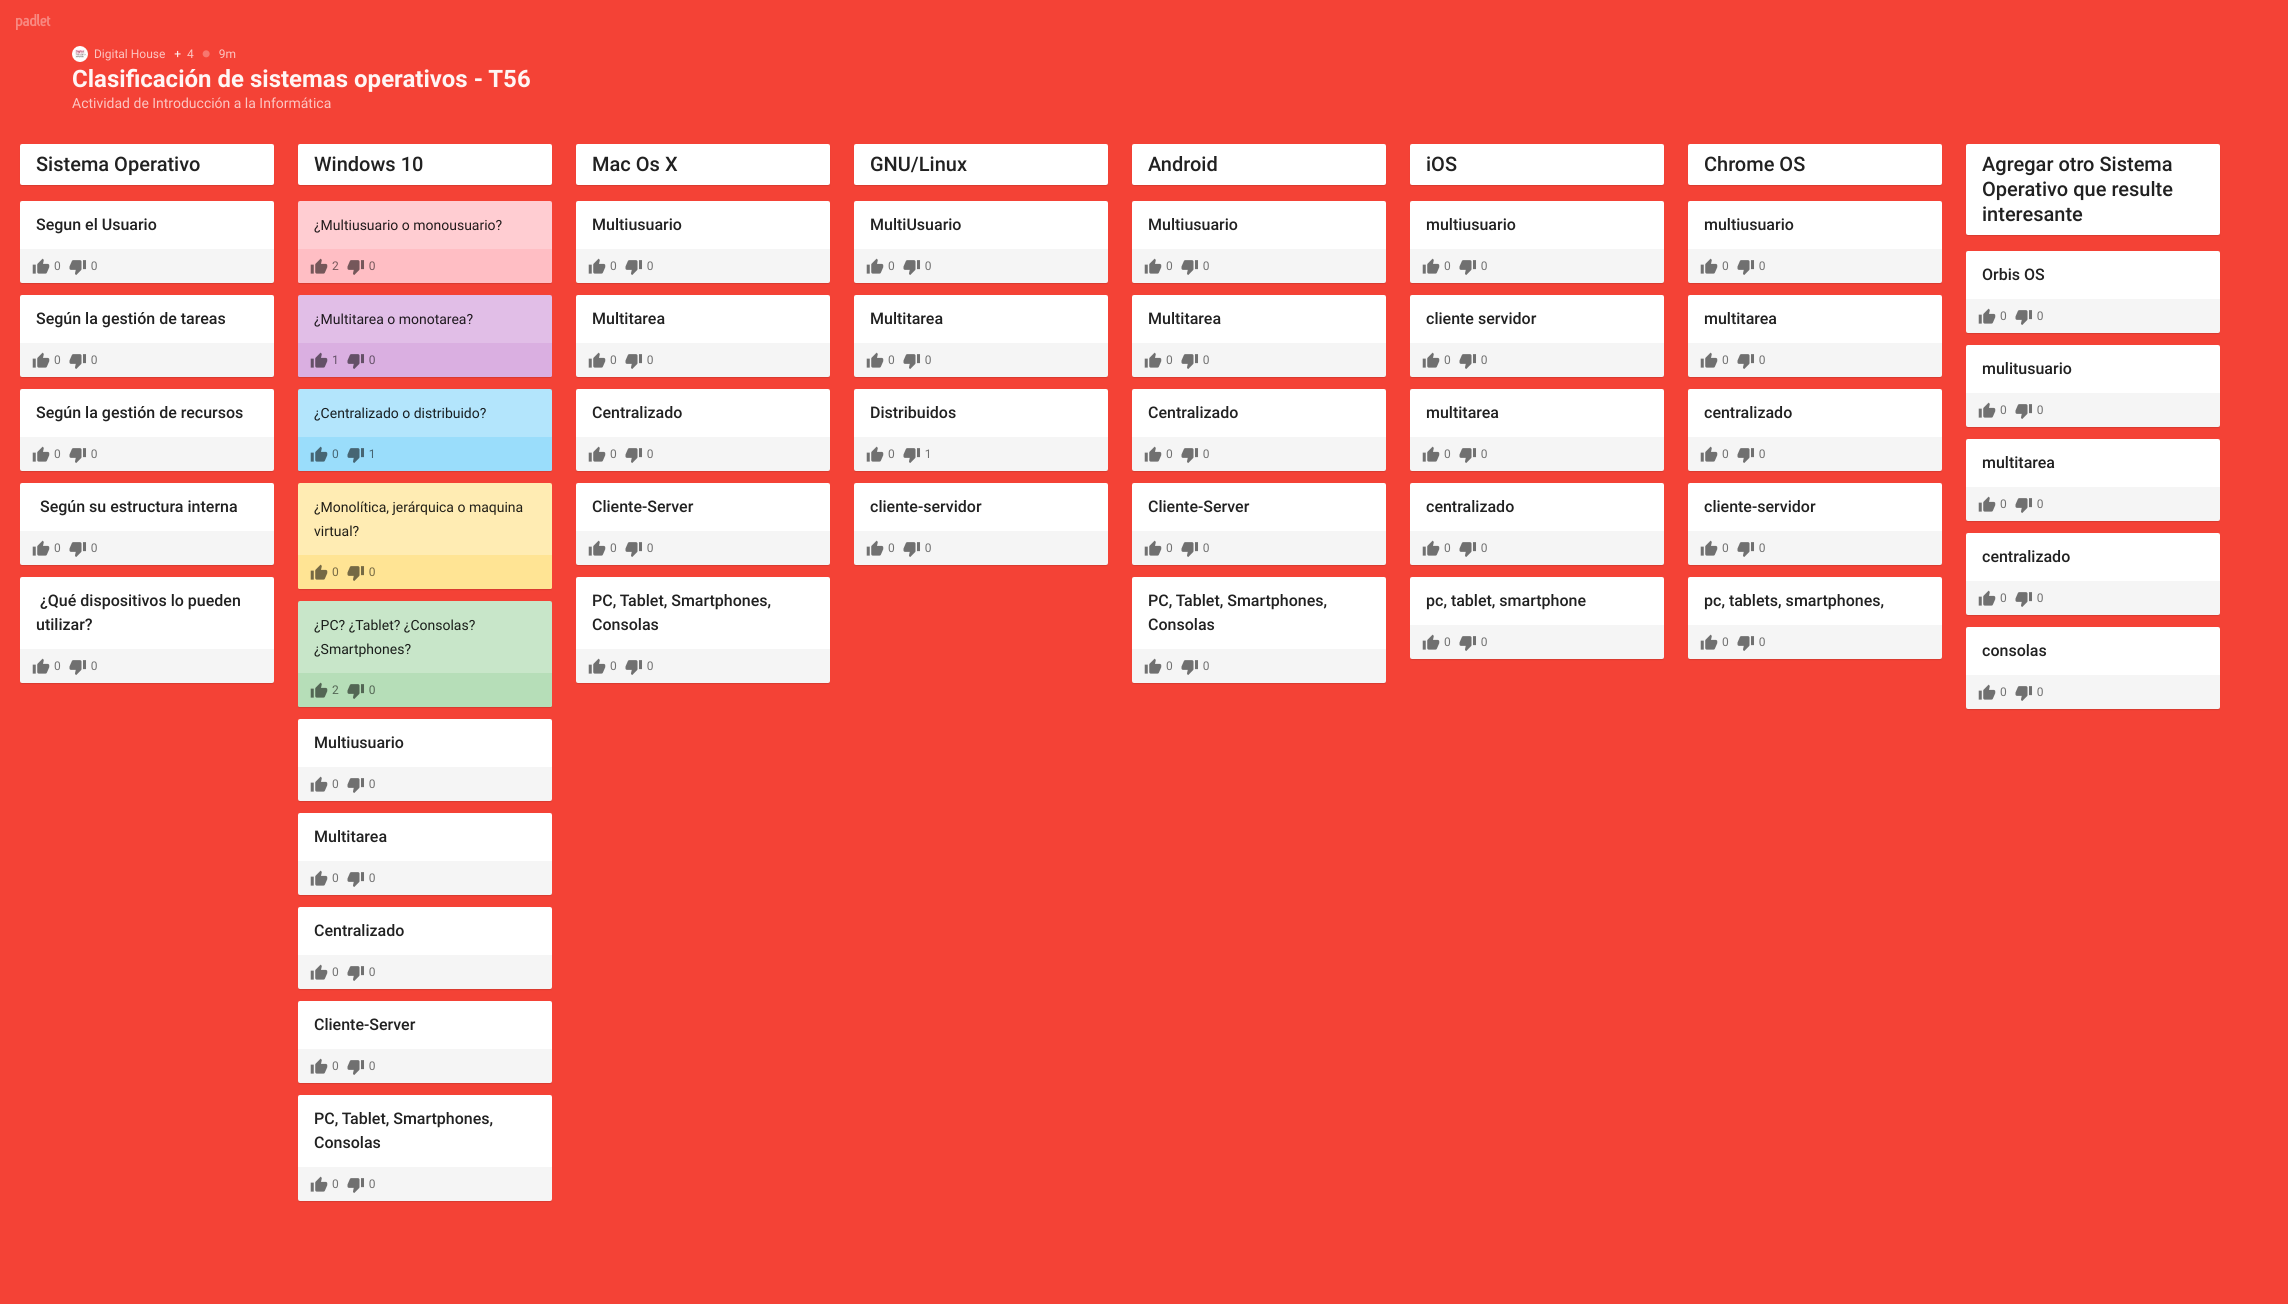 padlet
Digital House + 4 • 9m
Clasificación de sistemas operativos - T56
Actividad de Introducción a la Informática
Sistema Operativo
Segun el Usuario
0 0
Según la gestión de tareas
0 0
Según la gestión de recursos
0 0
Según su estructura interna
0 0
¿Qué dispositivos lo pueden
utilizar?
0 0
Windows 10
¿Multiusuario o monousuario?
2 0
¿Multitarea o monotarea?
1 0
¿Centralizado o distribuido?
0 1
¿Monolítica, jerárquica o maquina
virtual?
0 0
¿PC? ¿Tablet? ¿Consolas?
¿Smartphones?
2 0
Multiusuario
0 0
Multitarea
0 0
Centralizado
0 0
Cliente-Server
0 0
PC, Tablet, Smartphones,
Consolas
0 0
Mac Os X
Multiusuario
0 0
Multitarea
0 0
Centralizado
0 0
Cliente-Server
0 0
PC, Tablet, Smartphones,
Consolas
0 0
GNU/Linux
MultiUsuario
0 0
Multitarea
0 0
Distribuidos
0 1
cliente-servidor
0 0
Android
Multiusuario
0 0
Multitarea
0 0
Centralizado
0 0
Cliente-Server
0 0
PC, Tablet, Smartphones,
Consolas
0 0
iOS
multiusuario
0 0
cliente servidor
0 0
multitarea
0 0
centralizado
0 0
pc, tablet, smartphone
0 0
Chrome OS
multiusuario
0 0
multitarea
0 0
centralizado
0 0
cliente-servidor
0 0
pc, tablets, smartphones,
0 0
Agregar otro Sistema
Operativo que resulte
interesante
Orbis OS
0 0
mulitusuario
0 0
multitarea
0 0
centralizado
0 0
consolas
0 0